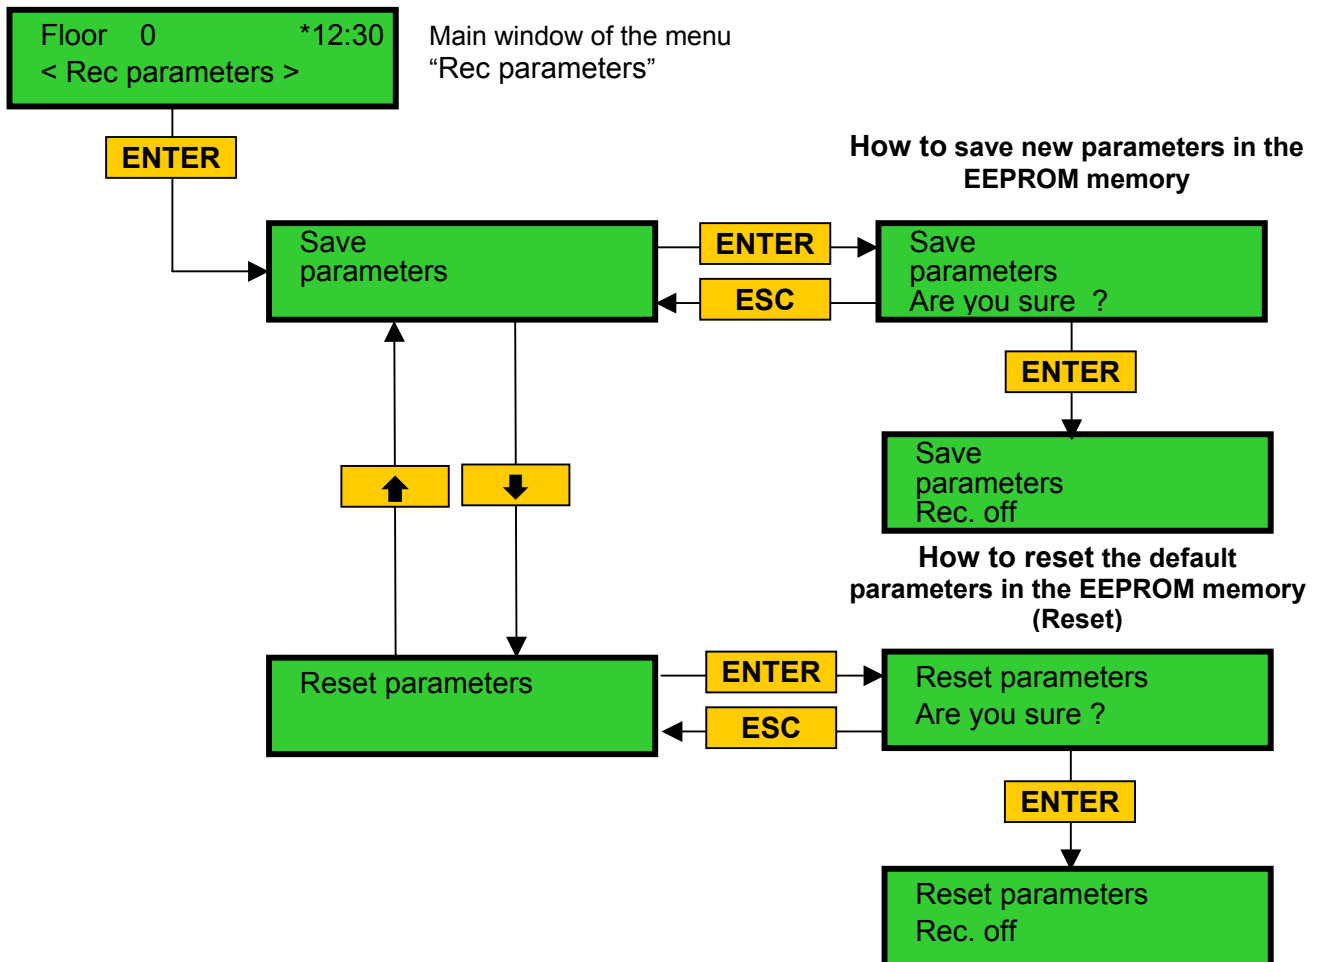 Floor 0 *12:30
< Rec parameters >
Main window of the menu
“Rec parameters”
ENTER
How to save new parameters in the
EEPROM memory
Save
parameters
ENTER
ESC
Save
parameters
Are you sure ?
ENTER
Save
parameters
Rec. off
How to reset the default
parameters in the EEPROM memory
(Reset)
Reset parameters
ENTER
ESC
Reset parameters
Are you sure ?
ENTER
Reset parameters
Rec. off